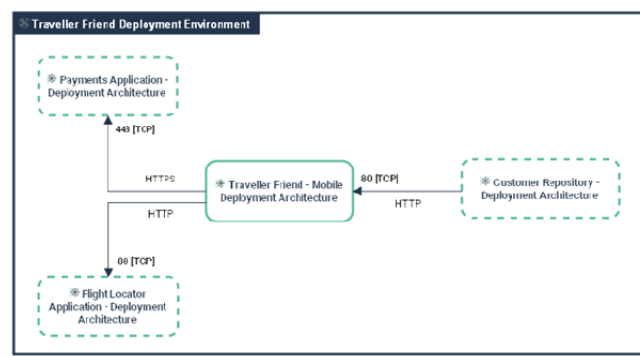 Traveller Friend Deployment Environment
Payments Application -
Deployment Architecture
443 [TCP]
HTTPS
Traveller Friend - Mobile
Deployment Architecture
80 [TCP]
HTTP
Customer Repository -
Deployment Architecture
HTTP
80 [TCP]
Flight Locator
Application - Deployment
Architecture